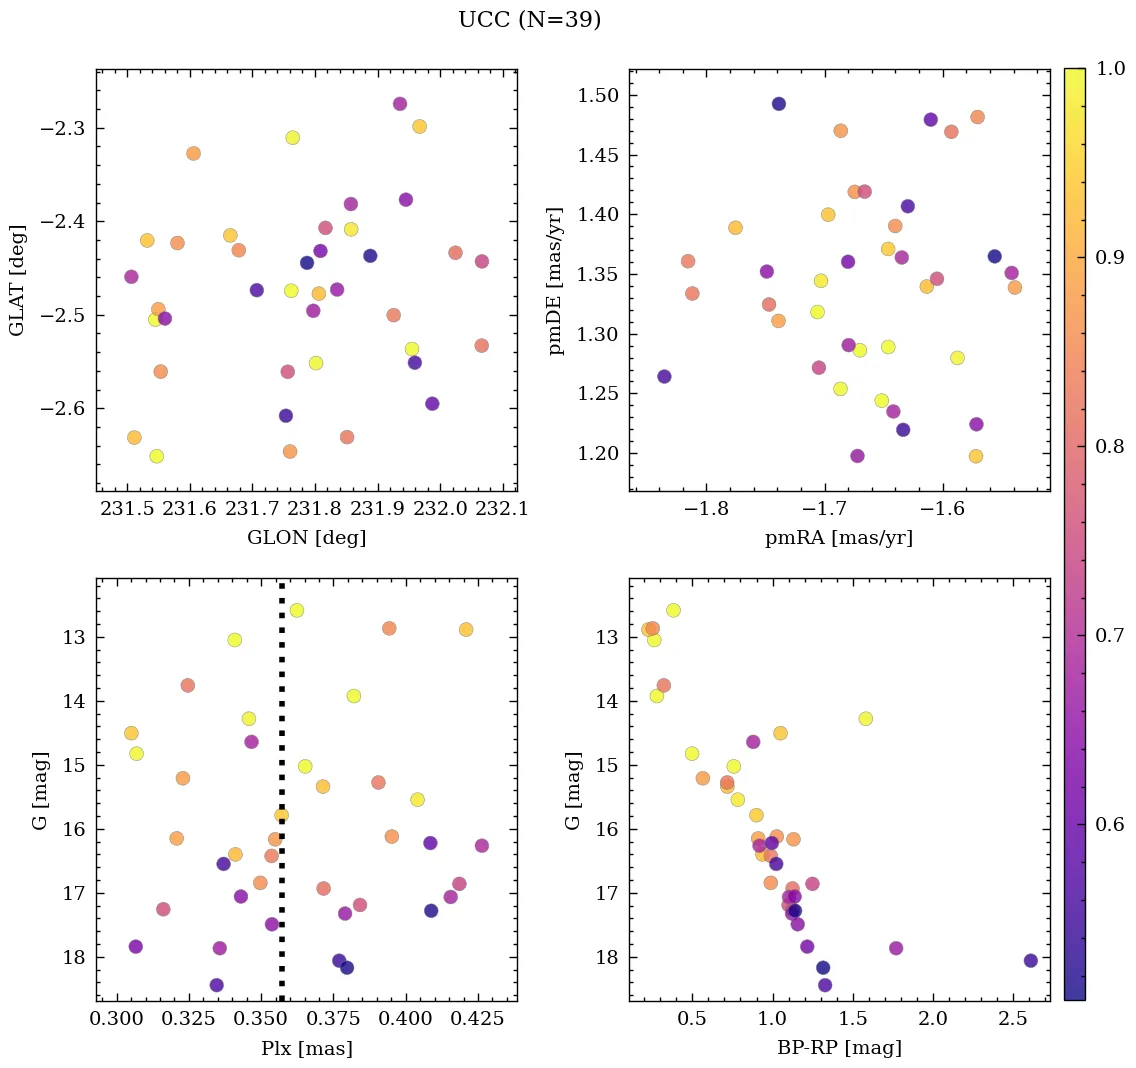 UCC (N=39)
−2.3
−2.4
−2.5
−2.6
GLAT [deg]
231.5 231.6 231.7 231.8 231.9 232.0 232.1
GLON [deg]
1.50
1.45
1.40
1.35
1.30
1.25
1.20
pmDE [mas/yr]
−1.8 −1.7 −1.6
pmRA [mas/yr]
1.0
0.9
0.8
0.7
0.6
13
14
15
16
17
18
G [mag]
0.300 0.325 0.350 0.375 0.400 0.425
Plx [mas]
13
14
15
16
17
18
G [mag]
0.5 1.0 1.5 2.0 2.5
BP-RP [mag]